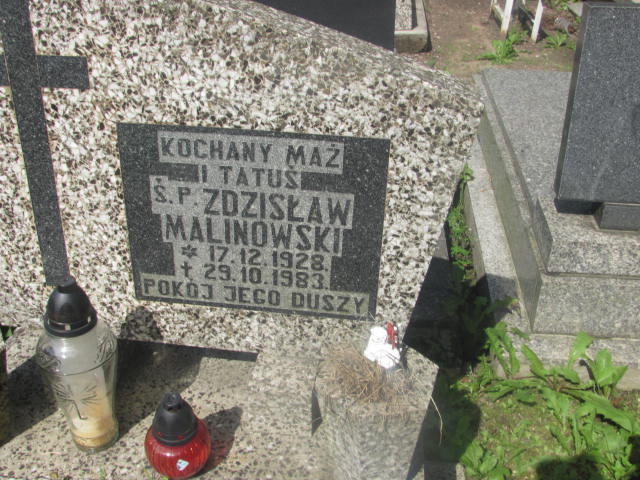 KOCHANY MĄŻ
I TATUŚ
Ś.P. ZDZISŁAW
MALINOWSKI
* 17.12.1928.
† 29.10.1983.
POKÓJ JEGO DUSZY